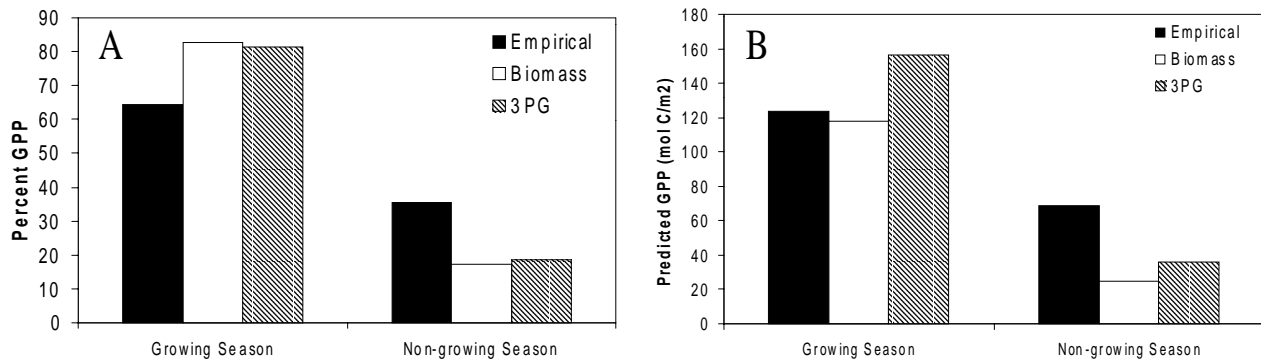 A
Percent GPP
90
80
70
60
50
40
30
20
10
0
Empirical
Biomass
3PG
Growing Season
Non-growing Season
B
Predicted GPP (mol C/m2)
180
160
140
120
100
80
60
40
20
0
Empirical
Biomass
3PG
Growing Season
Non-growing Season